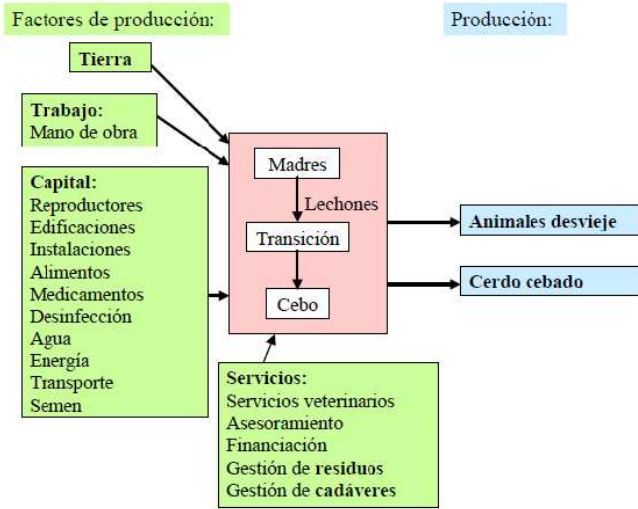 Factores de producción:
Producción:
Tierra
Trabajo:
Mano de obra
Capital:
Reproductores
Edificaciones
Instalaciones
Alimentos
Medicamentos
Desinfección
Agua
Energía
Transporte
Semen
Madres
Lechones
Transición
Cebo
Servicios:
Servicios veterinarios
Asesoramiento
Financiación
Gestión de residuos
Gestión de cadáveres
Animales desvieje
Cerdo cebado